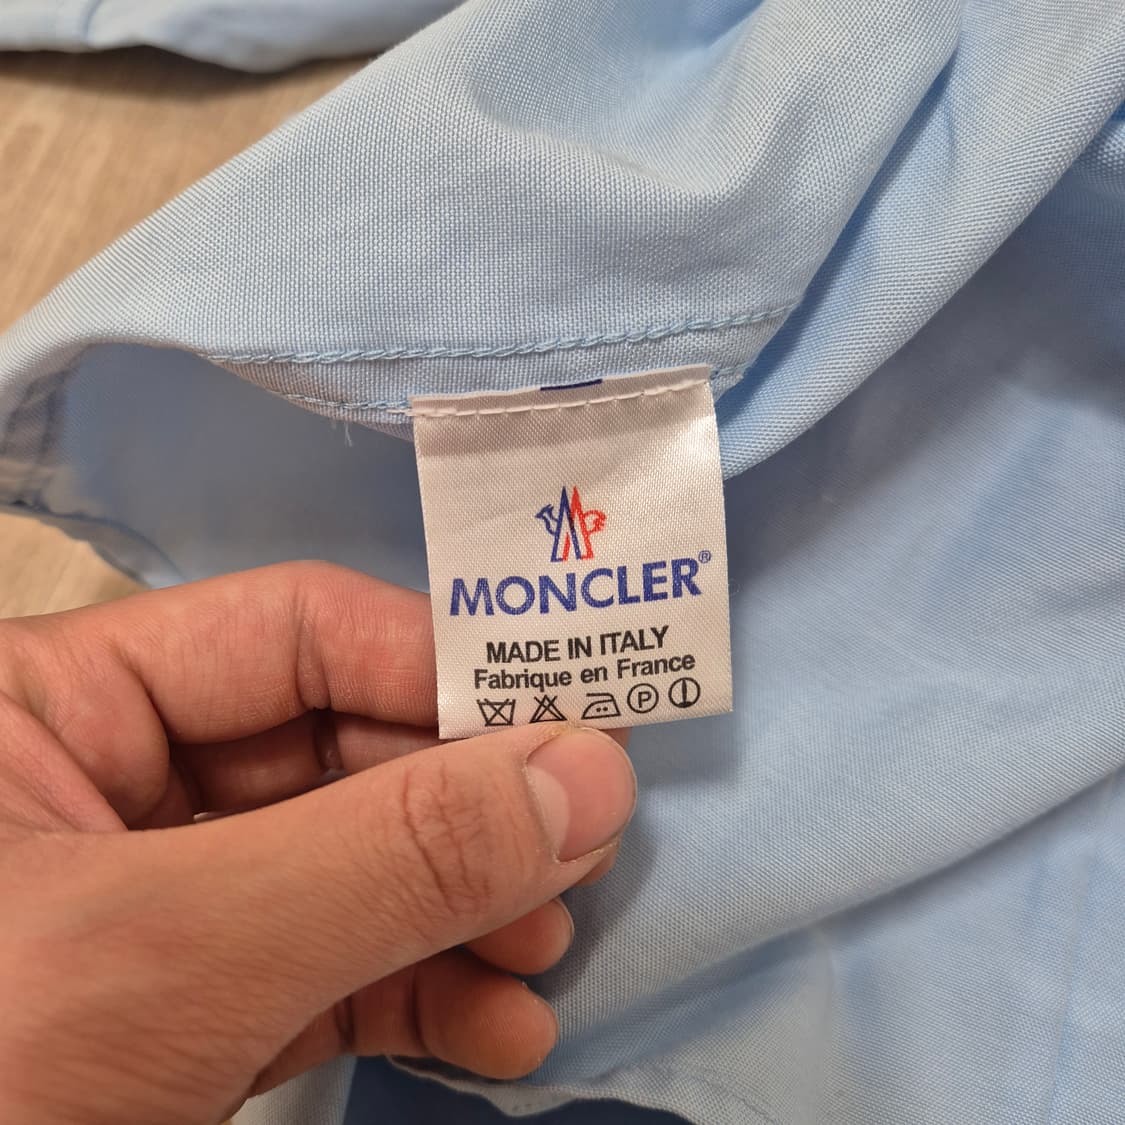 MONCLER®
MADE IN ITALY
Fabrique en France
P